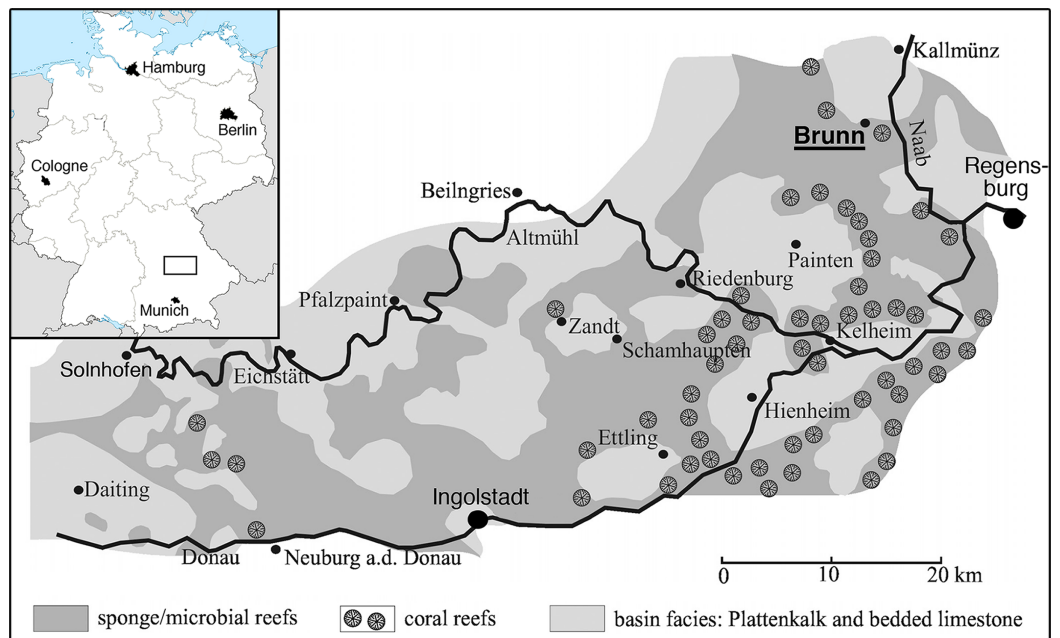 Hamburg
Berlin
Cologne
Munich
Kallmünz
Brunn
Naab
Regens-
burg
Beilngries
Altmühl
Painten
Riedenburg
Pfalzpaint
Zandt
Schamhaupten
Kelheim
Solnhofen
Eichstätt
Hienheim
Ettling
Daiting
Ingolstadt
Donau
Neuburg a.d. Donau
0 10 20 km
sponge/microbial reefs
coral reefs
basin facies: Plattenkalk and bedded limestone